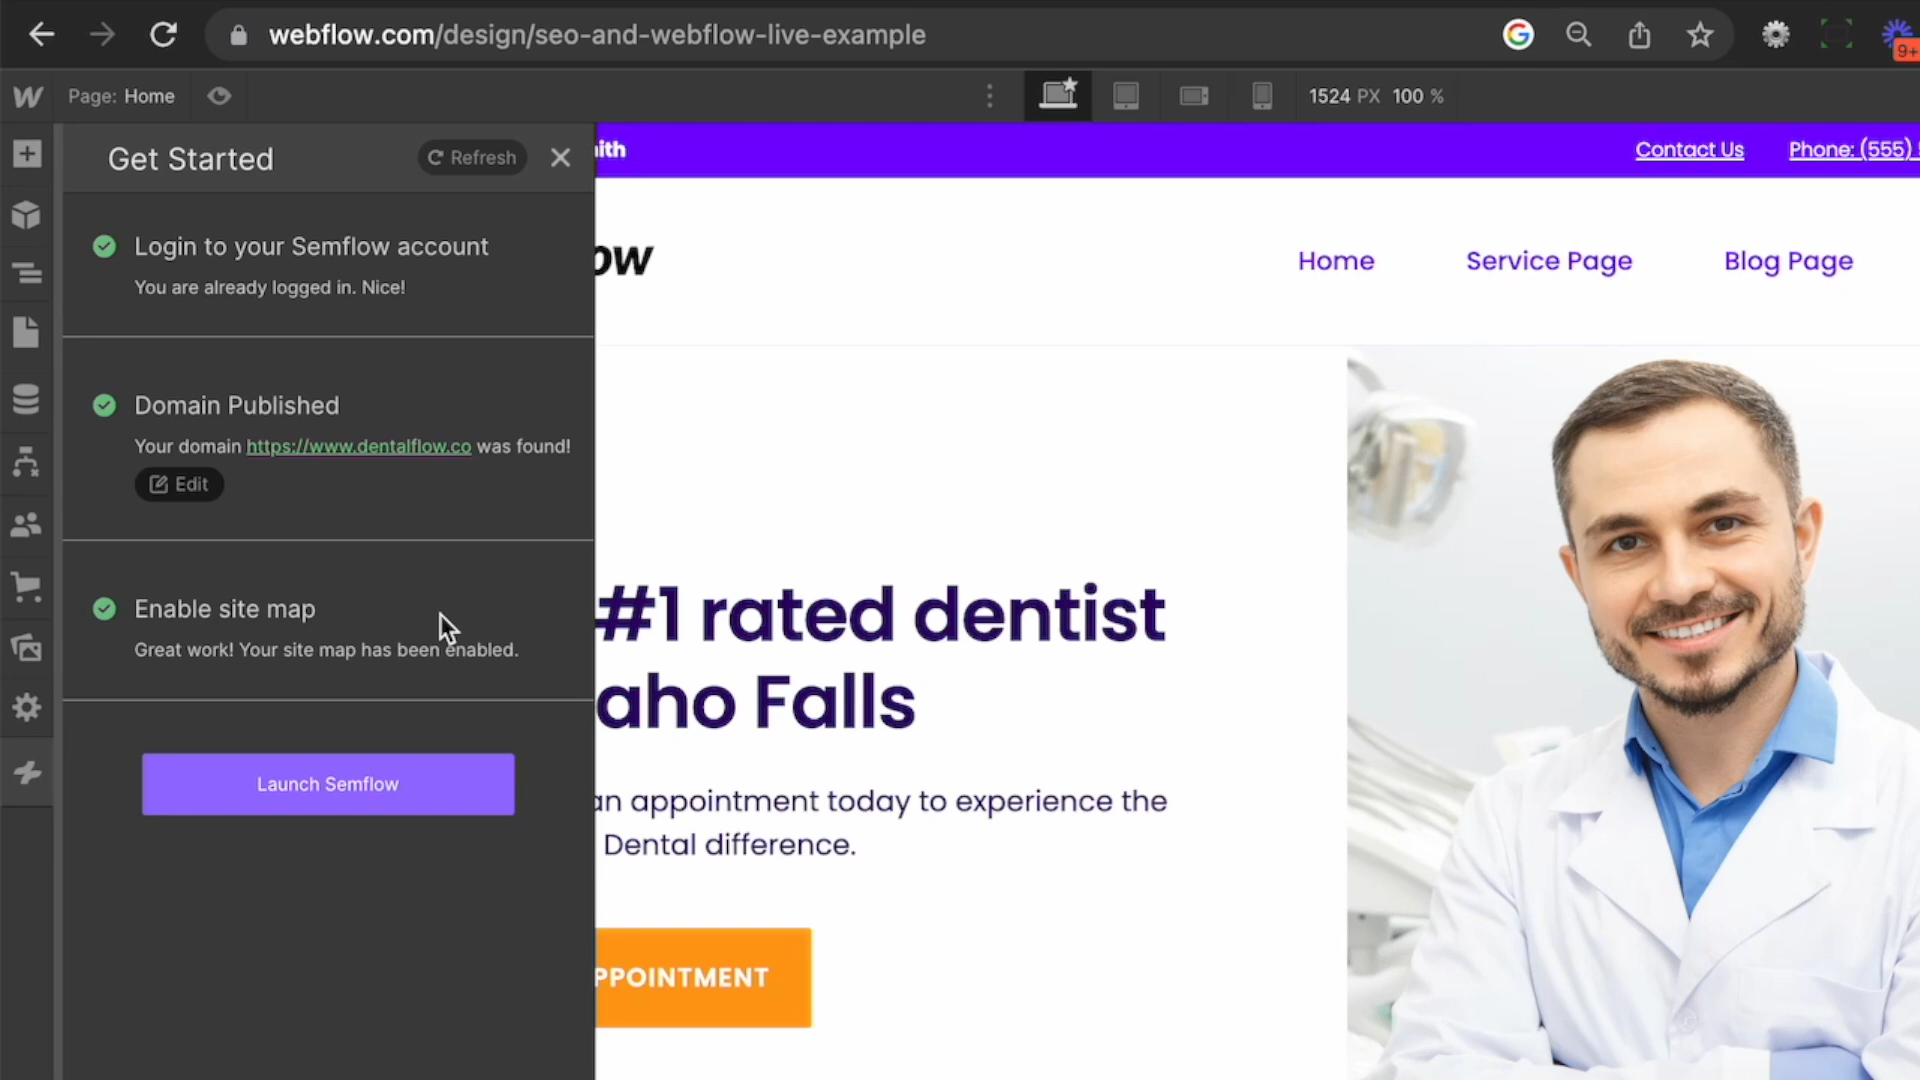 webflow.com/design/seo-and-webflow-live-example
9+
W
Page: Home
1524 PX 100 %
Get Started
Refresh
ith
Contact Us
Phone: (555)
Login to your Semflow account
You are already logged in. Nice!
ow
Home
Service Page
Blog Page
Domain Published
Your domain https://www.dentalflow.co was found!
Edit
Enable site map
Great work! Your site map has been enabled.
#1 rated dentist
aho Falls
Launch Semflow
an appointment today to experience the
Dental difference.
PPOINTMENT